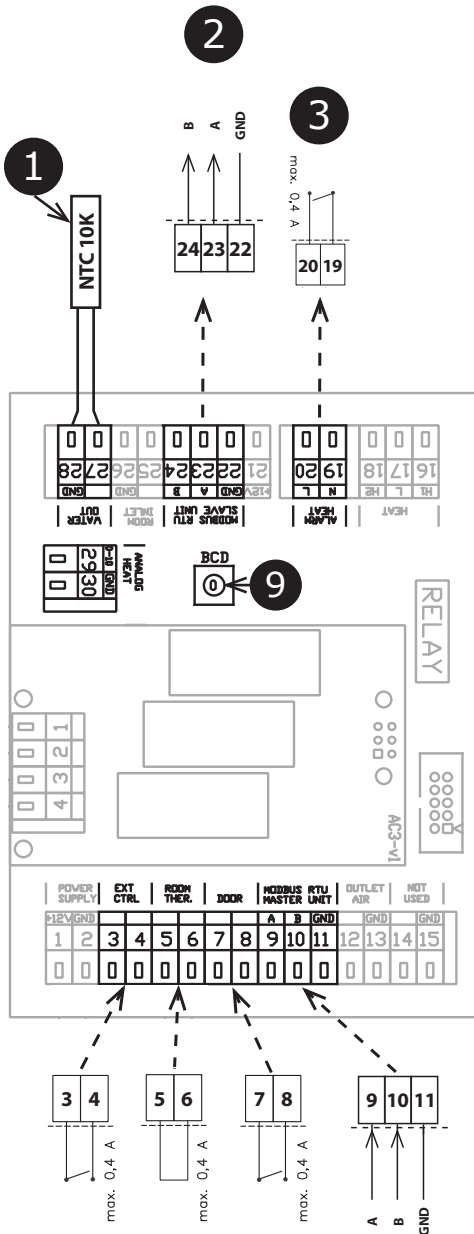 2
B A GND
24 23 22
3
max. 0,4 A
20 19
1
NTC 10K
28 27 26 25 24 23 22 21
GND GND B A GND +12V
VATER OUT
ROOM INLET
MODBUS RTU SLAVE UNIT
20 19 18 17 16
L N H2 L H1
ALARM HEAT
HEAT
29 30
0-10 GND
ANALOG HEAT
BCD
0
9
RELAY
1
2
3
4
AC3-v1
POWER SUPPLY
EXT CTRL
ROOM THER.
DOOR
MODBUS RTU MASTER UNIT
OUTLET AIR
NOT USED
+12V GND A B GND GND GND
1 2 3 4 5 6 7 8 9 10 11 12 13 14 15
3 4
max. 0,4 A
5 6
max. 0,4 A
7 8
max. 0,4 A
9 10 11
A B GND